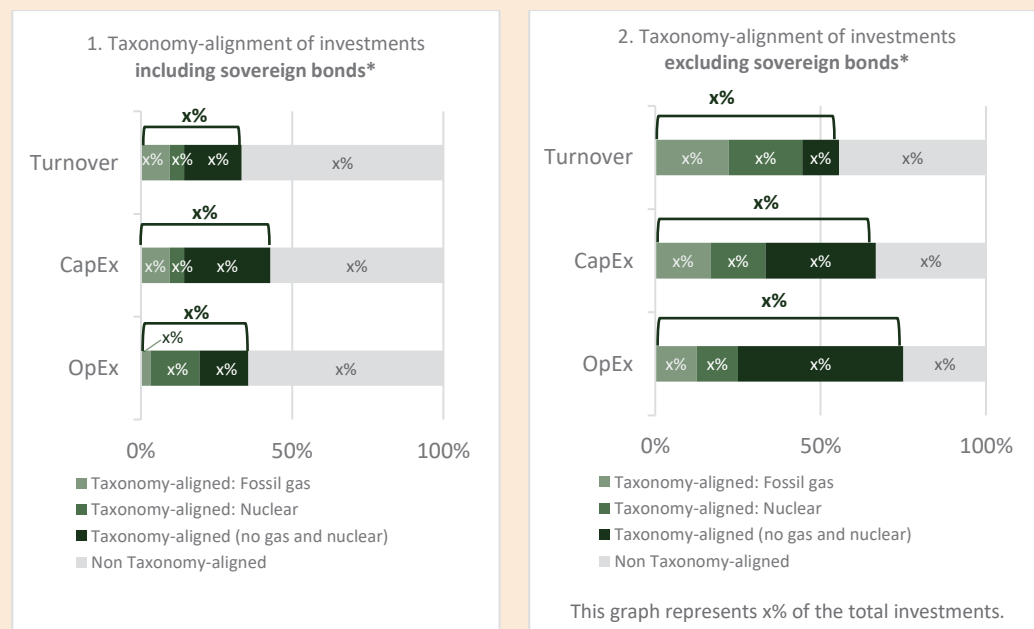 1. Taxonomy-alignment of investments
including sovereign bonds*
x%
Turnover
x% x% x% x%
x%
CapEx
x% x% x% x%
x%
x%
OpEx
x% x% x%
0% 50% 100%
Taxonomy-aligned: Fossil gas
Taxonomy-aligned: Nuclear
Taxonomy-aligned (no gas and nuclear)
Non Taxonomy-aligned
2. Taxonomy-alignment of investments
excluding sovereign bonds*
x%
Turnover
x% x% x% x%
x%
CapEx
x% x% x% x%
x%
OpEx
x% x% x% x%
0% 50% 100%
Taxonomy-aligned: Fossil gas
Taxonomy-aligned: Nuclear
Taxonomy-aligned (no gas and nuclear)
Non Taxonomy-aligned
This graph represents x% of the total investments.